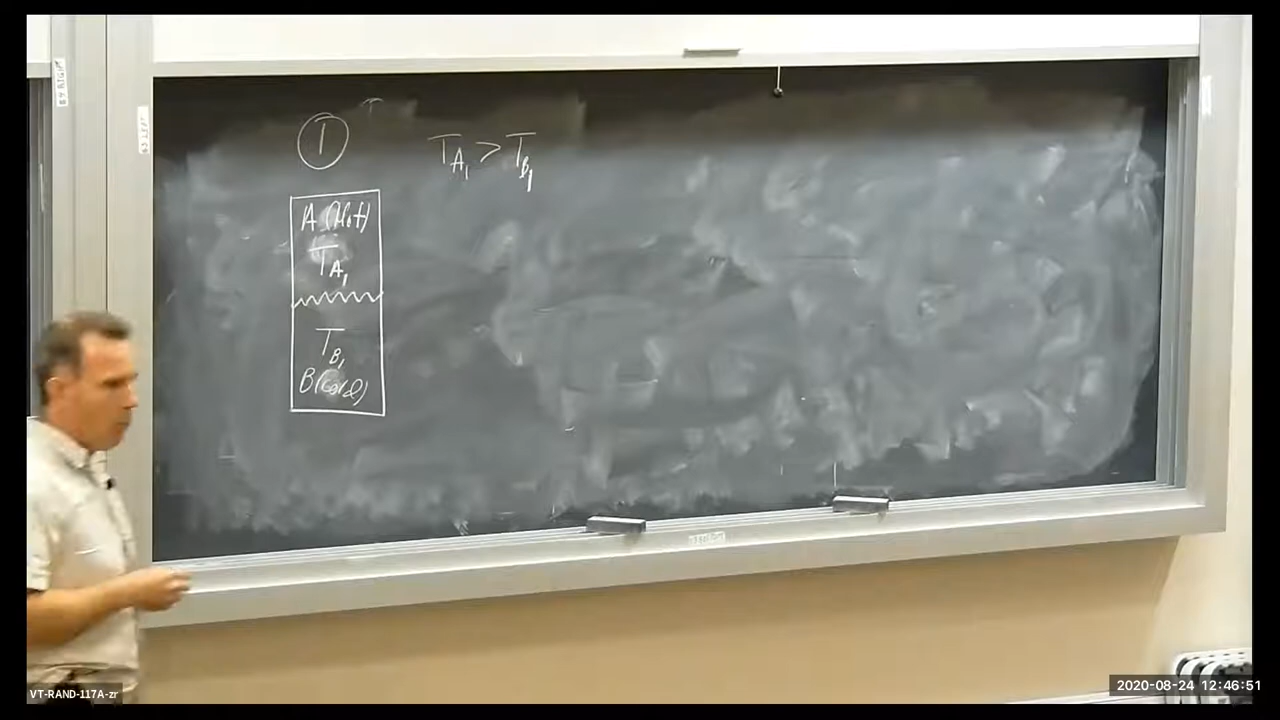 ①
T_A₁ > T_B₁
A (Hot)
T_A₁
T_B₁
B (Cold)
VT-RAND-117A-zr
2020-08-24 12:46:51